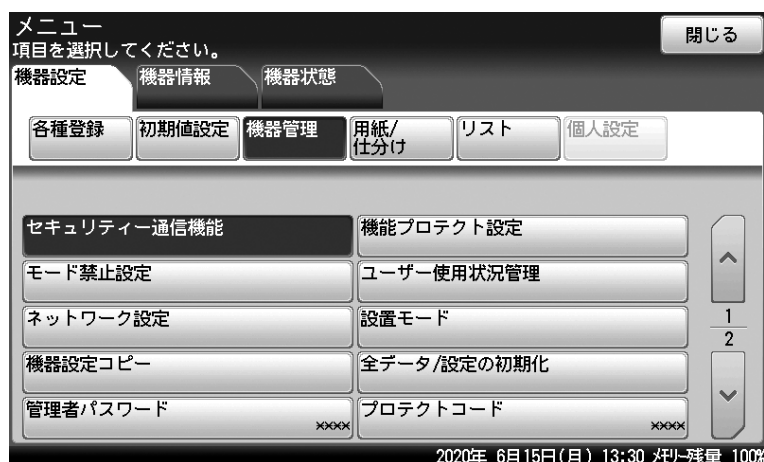 メニュー
項目を選択してください。
閉じる
機器設定 機器情報 機器状態
各種登録 初期値設定 機器管理 用紙/
仕分け リスト 個人設定
セキュリティー通信機能 機能プロテクト設定
モード禁止設定 ユーザー使用状況管理
ネットワーク設定 設置モード
1
2
機器設定コピー 全データ/設定の初期化
管理者パスワード ×××× プロテクトコード ××××
2020年 6月15日(月) 13:30 メモリー残量 100%